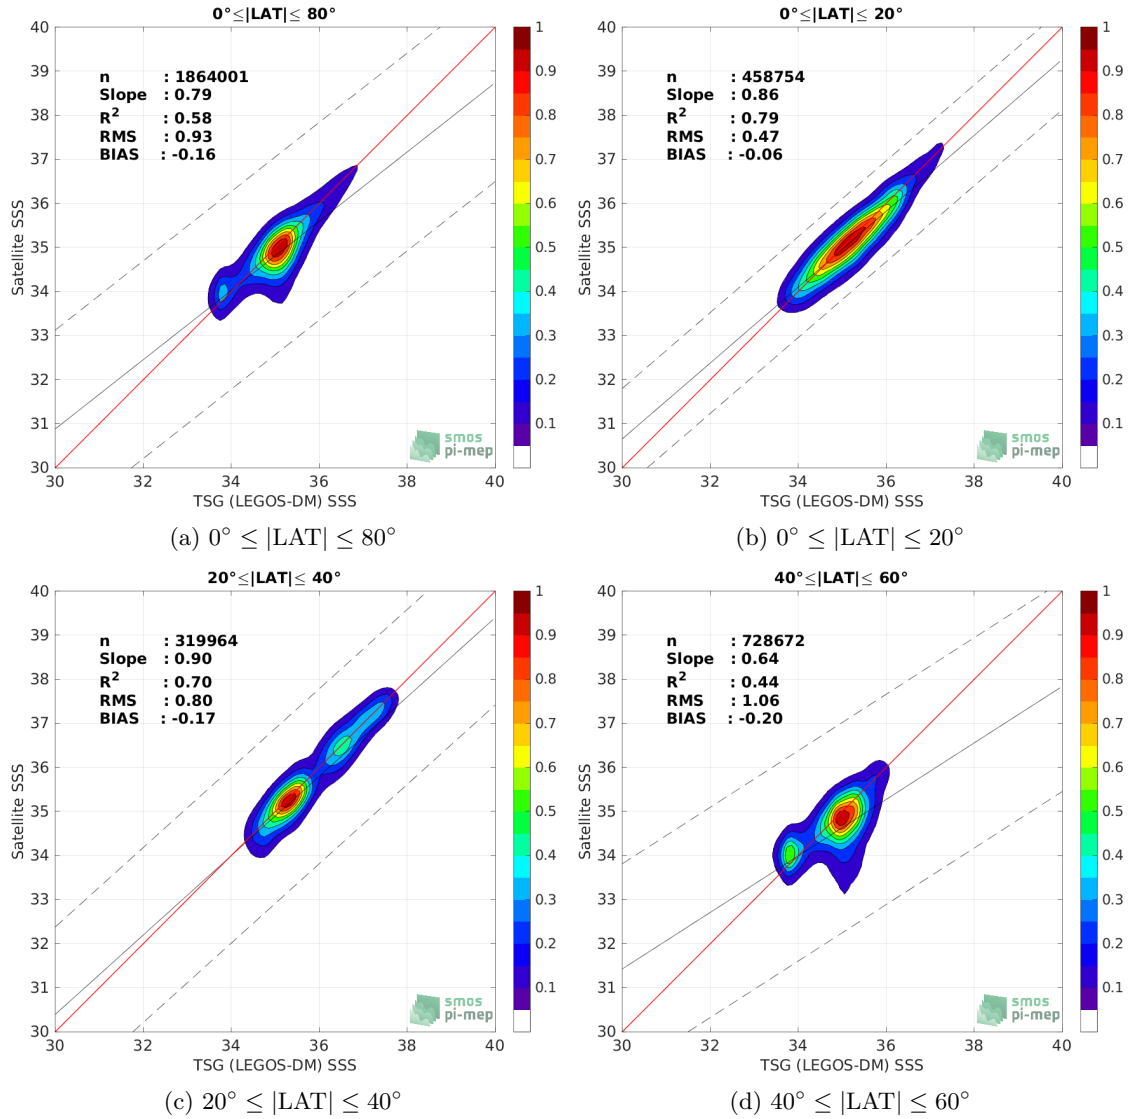 0°≤|LAT|≤ 80°
40
39
38
37
36
35
34
33
32
31
30
Satellite SSS
n : 1864001
Slope : 0.79
R² : 0.58
RMS : 0.93
BIAS : -0.16
smos
pi-mep
30 32 34 36 38 40
TSG (LEGOS-DM) SSS
1
0.9
0.8
0.7
0.6
0.5
0.4
0.3
0.2
0.1
(a) 0° ≤ |LAT| ≤ 80°
0°≤|LAT|≤ 20°
40
39
38
37
36
35
34
33
32
31
30
Satellite SSS
n : 458754
Slope : 0.86
R² : 0.79
RMS : 0.47
BIAS : -0.06
smos
pi-mep
30 32 34 36 38 40
TSG (LEGOS-DM) SSS
1
0.9
0.8
0.7
0.6
0.5
0.4
0.3
0.2
0.1
(b) 0° ≤ |LAT| ≤ 20°
20°≤|LAT|≤ 40°
40
39
38
37
36
35
34
33
32
31
30
Satellite SSS
n : 319964
Slope : 0.90
R² : 0.70
RMS : 0.80
BIAS : -0.17
smos
pi-mep
30 32 34 36 38 40
TSG (LEGOS-DM) SSS
1
0.9
0.8
0.7
0.6
0.5
0.4
0.3
0.2
0.1
(c) 20° ≤ |LAT| ≤ 40°
40°≤|LAT|≤ 60°
40
39
38
37
36
35
34
33
32
31
30
Satellite SSS
n : 728672
Slope : 0.64
R² : 0.44
RMS : 1.06
BIAS : -0.20
smos
pi-mep
30 32 34 36 38 40
TSG (LEGOS-DM) SSS
1
0.9
0.8
0.7
0.6
0.5
0.4
0.3
0.2
0.1
(d) 40° ≤ |LAT| ≤ 60°